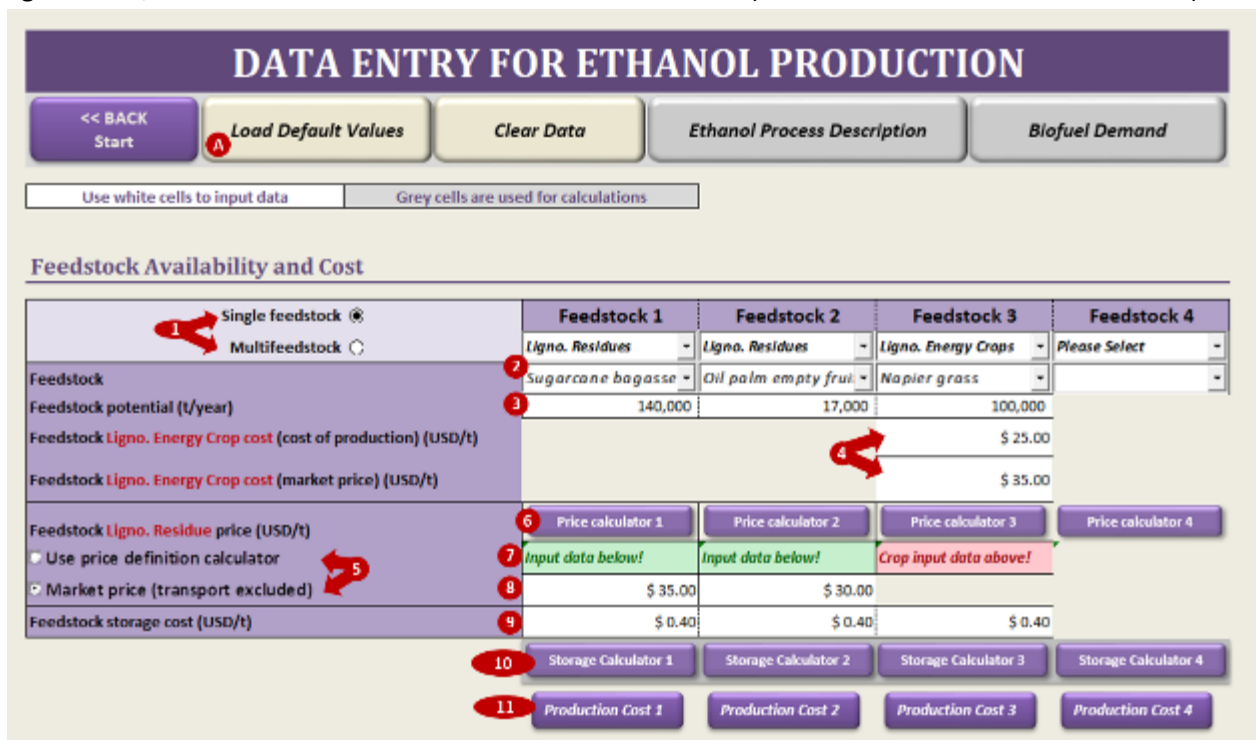 DATA ENTRY FOR ETHANOL PRODUCTION
<< BACK
Start
A
Load Default Values
Clear Data
Ethanol Process Description
Biofuel Demand
Use white cells to input data
Grey cells are used for calculations
Feedstock Availability and Cost
1
Single feedstock
Multifeedstock
Feedstock 1 Feedstock 2 Feedstock 3 Feedstock 4
Ligno. Residues Ligno. Residues Ligno. Energy Crops Please Select
Feedstock 2 Sugarcane bagasse Oil palm empty frui Napier grass
Feedstock potential (t/year) 3 140,000 17,000 100,000
Feedstock Ligno. Energy Crop cost (cost of production) (USD/t) $ 25.00
4
Feedstock Ligno. Energy Crop cost (market price) (USD/t) $ 35.00
Feedstock Ligno. Residue price (USD/t) 6 Price calculator 1 Price calculator 2 Price calculator 3 Price calculator 4
Use price definition calculator 5 7 Input data below! Input data below! Crop input data above!
Market price (transport excluded) 8 $ 35.00 $ 30.00
Feedstock storage cost (USD/t) 9 $ 0.40 $ 0.40 $ 0.40
10 Storage Calculator 1 Storage Calculator 2 Storage Calculator 3 Storage Calculator 4
11 Production Cost 1 Production Cost 2 Production Cost 3 Production Cost 4